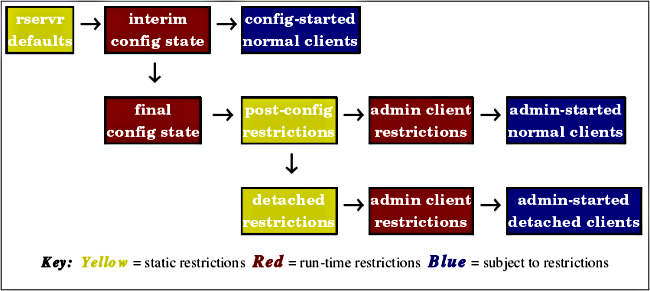 rservr
defaults
interim
config state
config-started
normal clients
final
config state
post-config
restrictions
admin client
restrictions
admin-started
normal clients
detached
restrictions
admin client
restrictions
admin-started
detached clients
Key: Yellow = static restrictions Red = run-time restrictions Blue = subject to restrictions